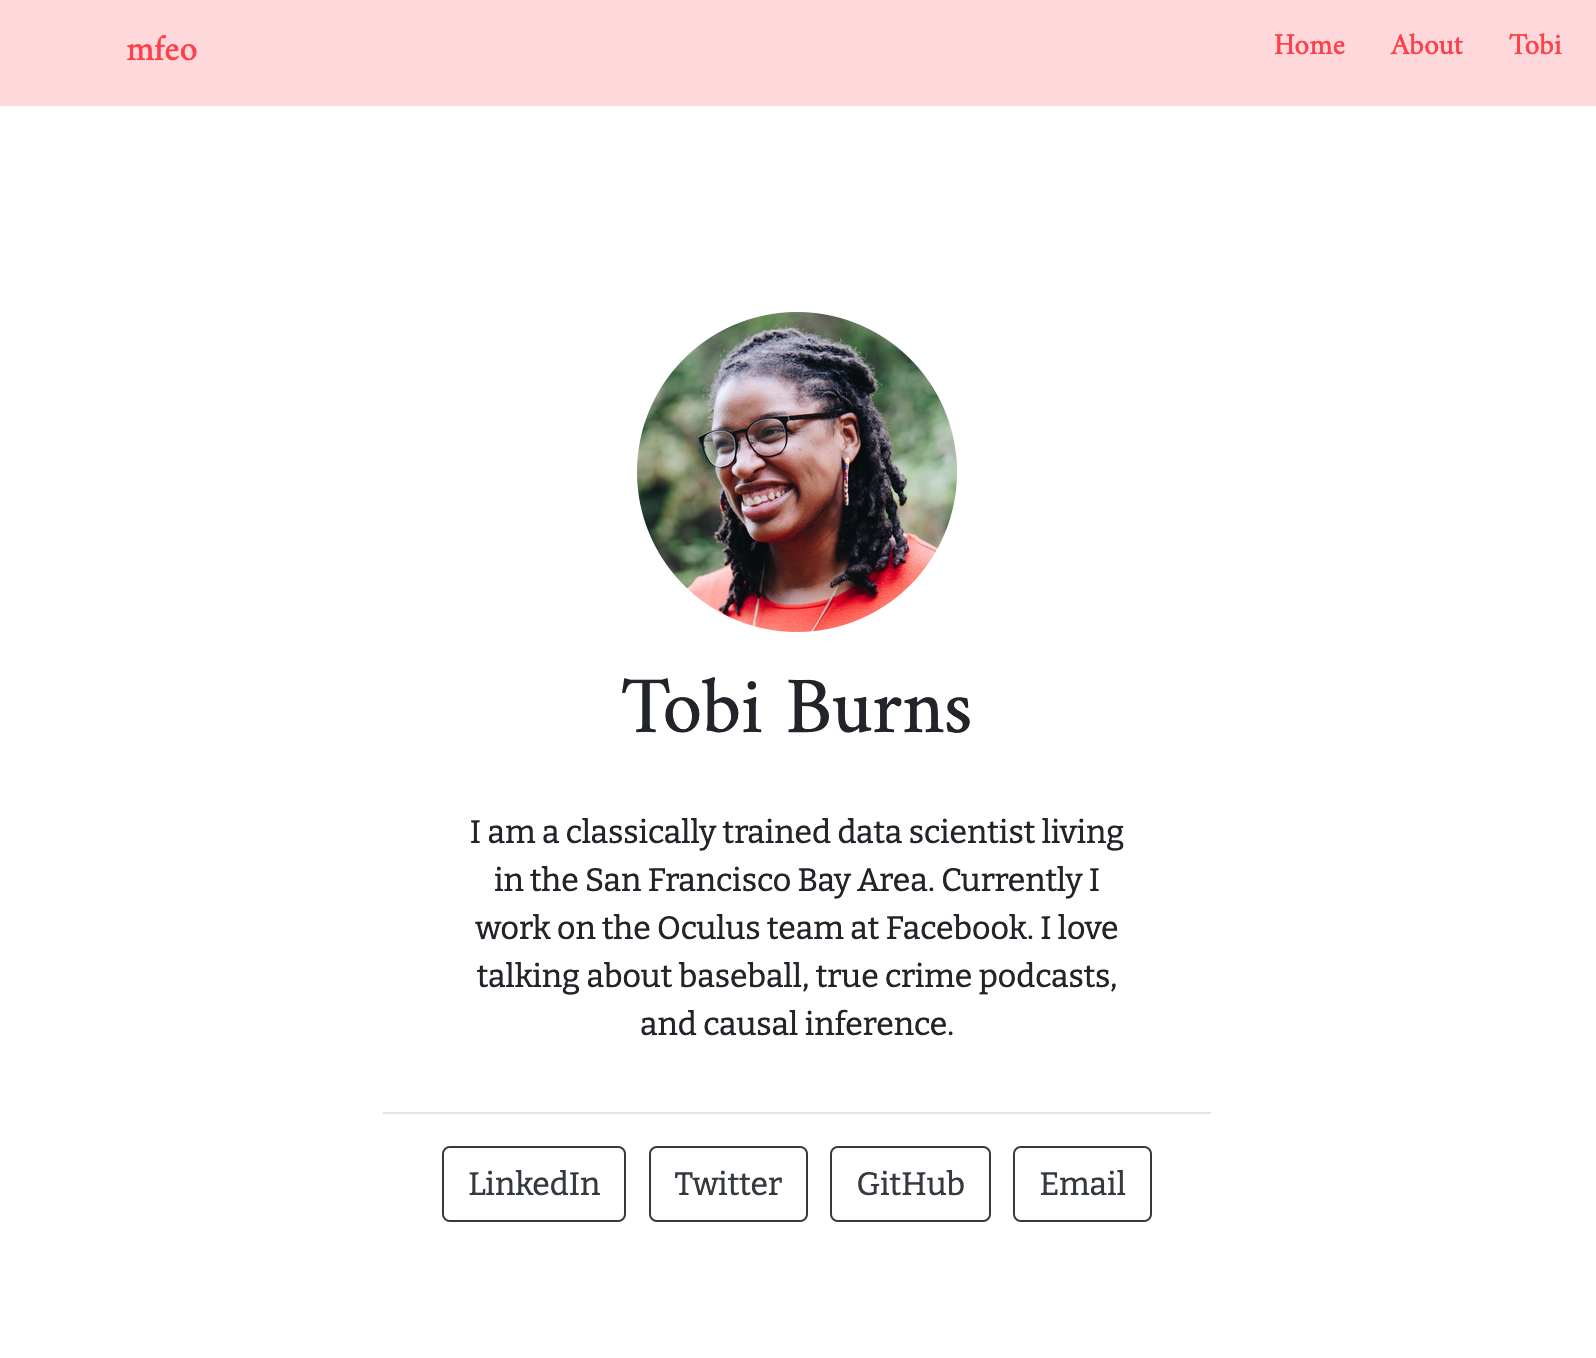 mfeo
Home About Tobi
Tobi Burns
I am a classically trained data scientist living
in the San Francisco Bay Area. Currently I
work on the Oculus team at Facebook. I love
talking about baseball, true crime podcasts,
and causal inference.
LinkedIn Twitter GitHub Email